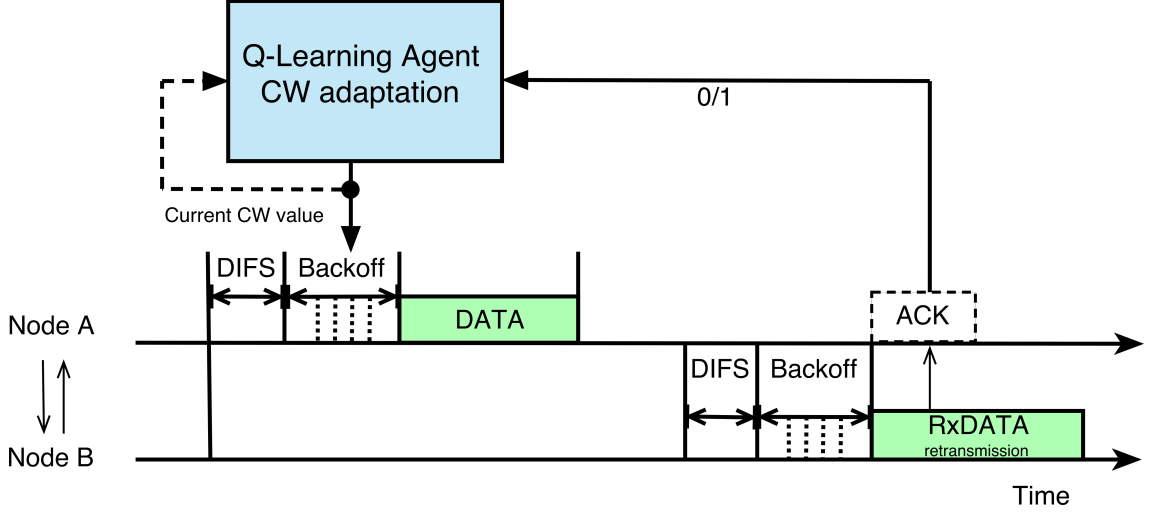 Q-Learning Agent
CW adaptation
0/1
Current CW value
DIFS
Backoff
DATA
ACK
Node A
DIFS
Backoff
RxDATA
retransmission
Node B
Time